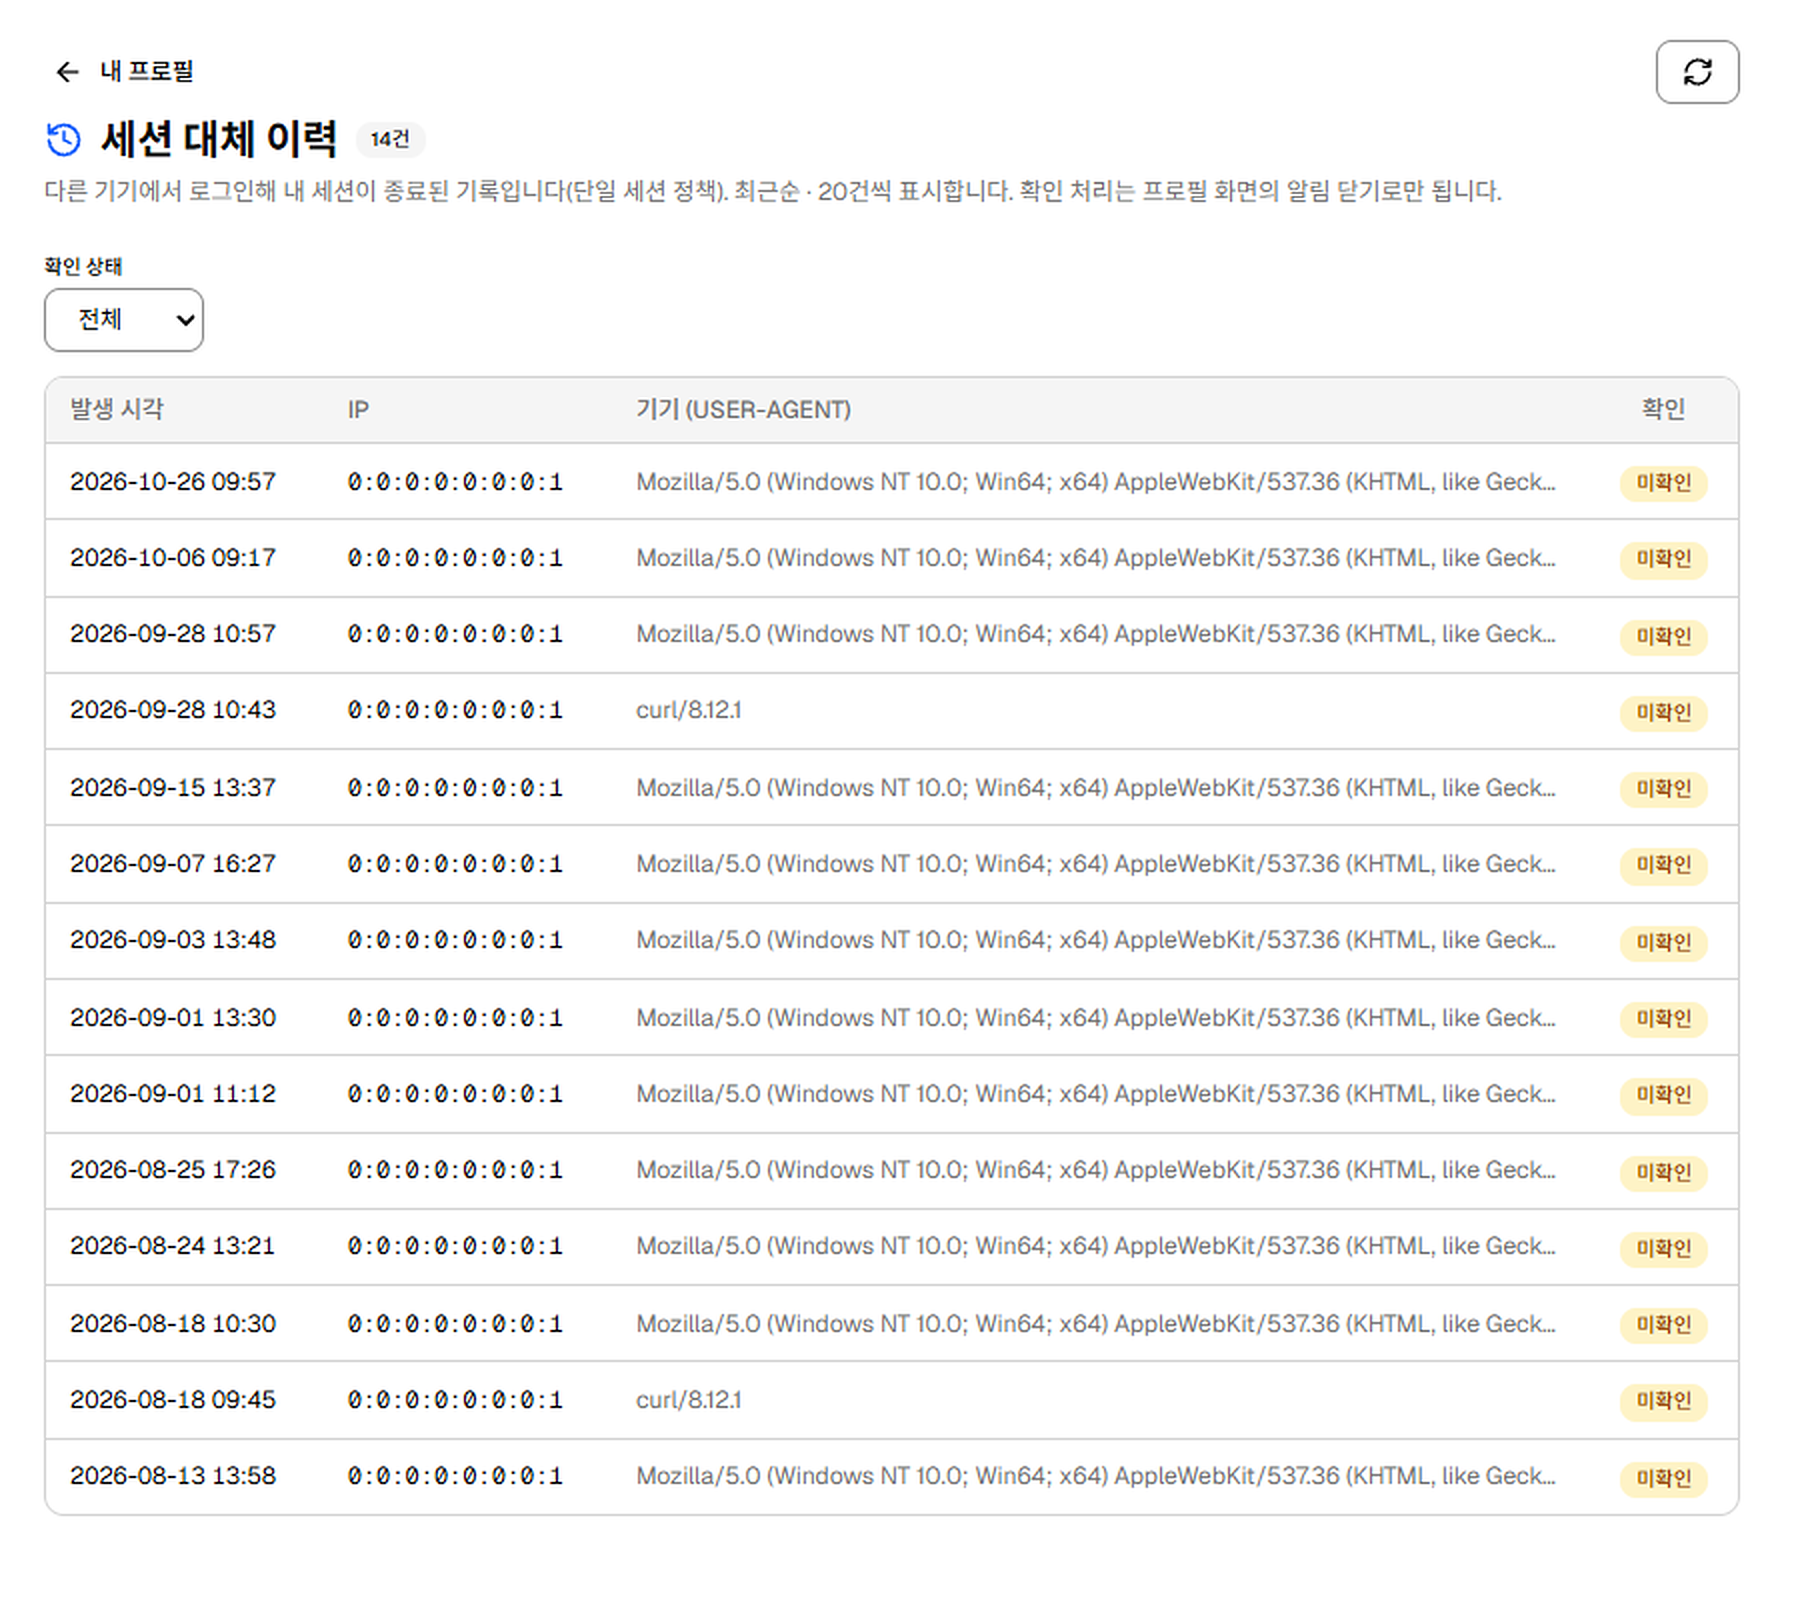 내 프로필
세션 대체 이력 14건
다른 기기에서 로그인해 내 세션이 종료된 기록입니다(단일 세션 정책). 최근순 · 20건씩 표시합니다. 확인 처리는 프로필 화면의 알림 닫기로만 됩니다.
확인 상태
전체
발생 시각 IP 기기 (USER-AGENT) 확인
2026-10-26 09:57 0:0:0:0:0:0:0:1 Mozilla/5.0 (Windows NT 10.0; Win64; x64) AppleWebKit/537.36 (KHTML, like Geck... 미확인
2026-10-06 09:17 0:0:0:0:0:0:0:1 Mozilla/5.0 (Windows NT 10.0; Win64; x64) AppleWebKit/537.36 (KHTML, like Geck... 미확인
2026-09-28 10:57 0:0:0:0:0:0:0:1 Mozilla/5.0 (Windows NT 10.0; Win64; x64) AppleWebKit/537.36 (KHTML, like Geck... 미확인
2026-09-28 10:43 0:0:0:0:0:0:0:1 curl/8.12.1 미확인
2026-09-15 13:37 0:0:0:0:0:0:0:1 Mozilla/5.0 (Windows NT 10.0; Win64; x64) AppleWebKit/537.36 (KHTML, like Geck... 미확인
2026-09-07 16:27 0:0:0:0:0:0:0:1 Mozilla/5.0 (Windows NT 10.0; Win64; x64) AppleWebKit/537.36 (KHTML, like Geck... 미확인
2026-09-03 13:48 0:0:0:0:0:0:0:1 Mozilla/5.0 (Windows NT 10.0; Win64; x64) AppleWebKit/537.36 (KHTML, like Geck... 미확인
2026-09-01 13:30 0:0:0:0:0:0:0:1 Mozilla/5.0 (Windows NT 10.0; Win64; x64) AppleWebKit/537.36 (KHTML, like Geck... 미확인
2026-09-01 11:12 0:0:0:0:0:0:0:1 Mozilla/5.0 (Windows NT 10.0; Win64; x64) AppleWebKit/537.36 (KHTML, like Geck... 미확인
2026-08-25 17:26 0:0:0:0:0:0:0:1 Mozilla/5.0 (Windows NT 10.0; Win64; x64) AppleWebKit/537.36 (KHTML, like Geck... 미확인
2026-08-24 13:21 0:0:0:0:0:0:0:1 Mozilla/5.0 (Windows NT 10.0; Win64; x64) AppleWebKit/537.36 (KHTML, like Geck... 미확인
2026-08-18 10:30 0:0:0:0:0:0:0:1 Mozilla/5.0 (Windows NT 10.0; Win64; x64) AppleWebKit/537.36 (KHTML, like Geck... 미확인
2026-08-18 09:45 0:0:0:0:0:0:0:1 curl/8.12.1 미확인
2026-08-13 13:58 0:0:0:0:0:0:0:1 Mozilla/5.0 (Windows NT 10.0; Win64; x64) AppleWebKit/537.36 (KHTML, like Geck... 미확인